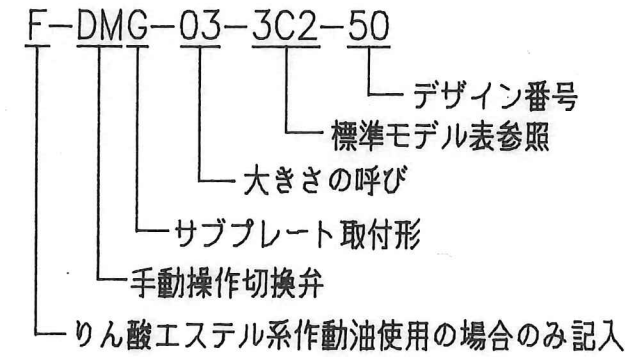 F-DMG-03-3C2-50
デザイン番号
標準モデル表参照
大きさの呼び
サブプレート取付形
手動操作切換弁
りん酸エステル系作動油使用の場合のみ記入